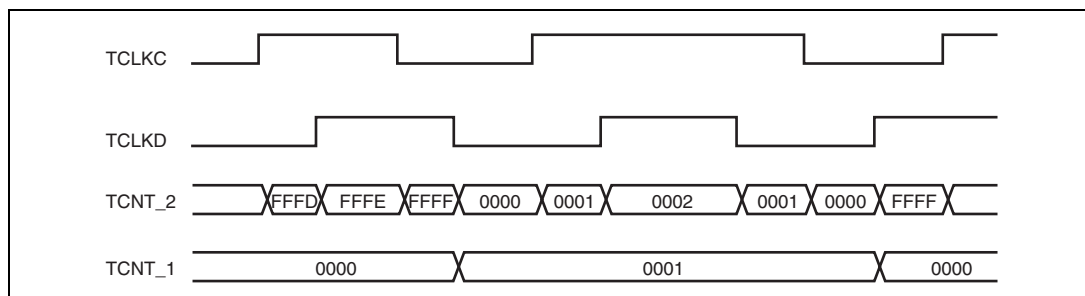 TCLKC
TCLKD
TCNT_2 FFFD FFFE FFFF 0000 0001 0002 0001 0000 FFFF
TCNT_1 0000 0001 0000